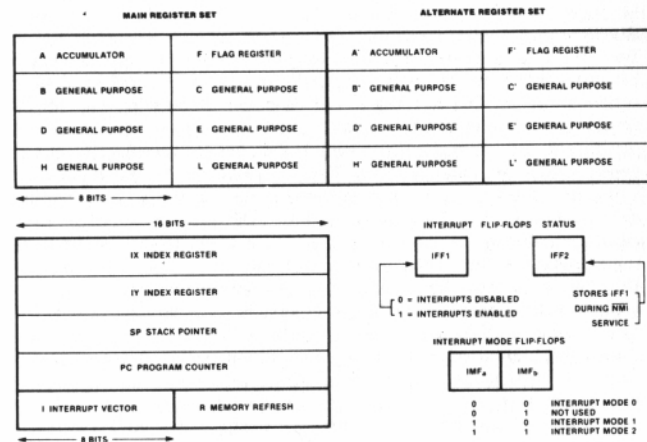 MAIN REGISTER SET
ALTERNATE REGISTER SET
A ACCUMULATOR
F FLAG REGISTER
A' ACCUMULATOR
F' FLAG REGISTER
B GENERAL PURPOSE
C GENERAL PURPOSE
B' GENERAL PURPOSE
C' GENERAL PURPOSE
D GENERAL PURPOSE
E GENERAL PURPOSE
D' GENERAL PURPOSE
E' GENERAL PURPOSE
H GENERAL PURPOSE
L GENERAL PURPOSE
H' GENERAL PURPOSE
L' GENERAL PURPOSE
8 BITS
16 BITS
IX INDEX REGISTER
IY INDEX REGISTER
SP STACK POINTER
PC PROGRAM COUNTER
I INTERRUPT VECTOR
R MEMORY REFRESH
8 BITS
INTERRUPT FLIP-FLOPS STATUS
IFF1
IFF2
0 = INTERRUPTS DISABLED
1 = INTERRUPTS ENABLED
STORES IFF1
DURING NMI
SERVICE
INTERRUPT MODE FLIP-FLOPS
IMFa
IMFb
0 0 INTERRUPT MODE 0
0 1 NOT USED
1 0 INTERRUPT MODE 1
1 1 INTERRUPT MODE 2